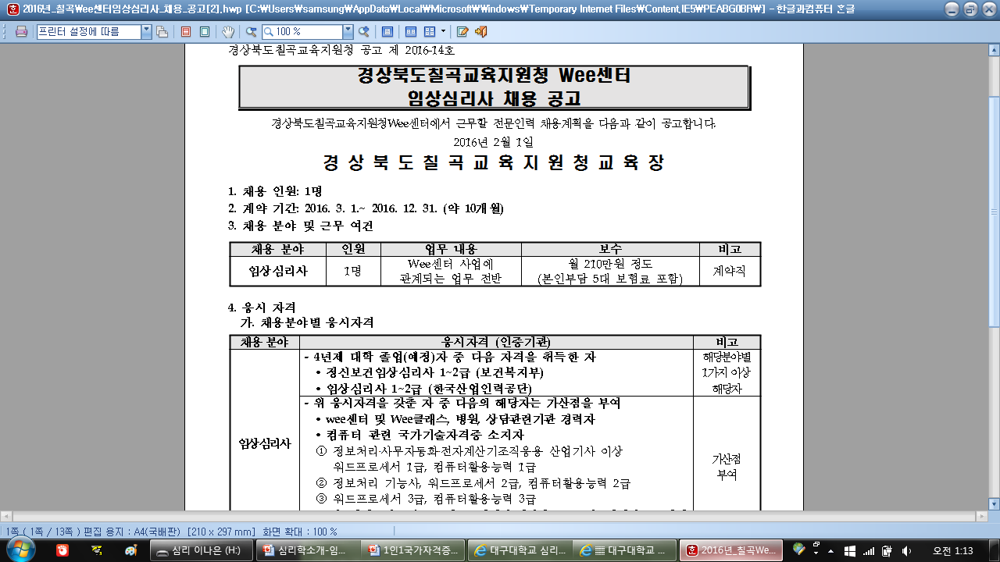 2016년_칠곡Wee센터임상심리사_채용_공고[2].hwp [C:\Users\samsung\AppData\Local\Microsoft\Windows\Temporary Internet Files\Content.IE5\PEABG0BR\] - 한글과컴퓨터 한글
프린터 설정에 따름 100 %
경상북도칠곡교육지원청 공고 제 2016-14호
경상북도칠곡교육지원청 Wee센터
임상심리사 채용 공고
경상북도칠곡교육지원청Wee센터에서 근무할 전문인력 채용계획을 다음과 같이 공고합니다.
2016년 2월 1일
경 상 북 도 칠 곡 교 육 지 원 청 교 육 장
1. 채용 인원: 1명
2. 계약 기간: 2016. 3. 1.~ 2016. 12. 31. (약 10개월)
3. 채용 분야 및 근무 여건
채용 분야 인원 업무 내용 보수 비고
임상심리사 1명 Wee센터 사업에 관계되는 업무 전반 월 210만원 정도 (본인부담 5대 보험료 포함) 계약직
4. 응시 자격
가. 채용분야별 응시자격
채용 분야 응시자격 (인증기관) 비고
임상심리사
- 4년제 대학 졸업(예정)자 중 다음 자격을 취득한 자
• 정신보건임상심리사 1~2급 (보건복지부)
• 임상심리사 1~2급 (한국산업인력공단)
해당분야별
1가지 이상
해당자
- 위 응시자격을 갖춘 자 중 다음의 해당자는 가산점을 부여
• wee센터 및 Wee클래스, 병원, 상담관련기관 경력자
• 컴퓨터 관련 국가기술자격증 소지자
① 정보처리·사무자동화·전자계산기조직응용 산업기사 이상
워드프로세서 1급, 컴퓨터활용능력 1급
② 정보처리 기능사, 워드프로세서 2급, 컴퓨터활용능력 2급
③ 워드프로세서 3급, 컴퓨터활용능력 3급
가산점
부여
1쪽 ( 1쪽 / 13쪽 ) 편집 용지 : A4(국배판) [210 x 297 mm] 화면 확대 : 100 %
심리 이나은 (H:) 심리학소개-임... 1인1국가자격증... 대구대학교 심리... 대구대학교 ... 2016년_칠곡We... 오전 1:13